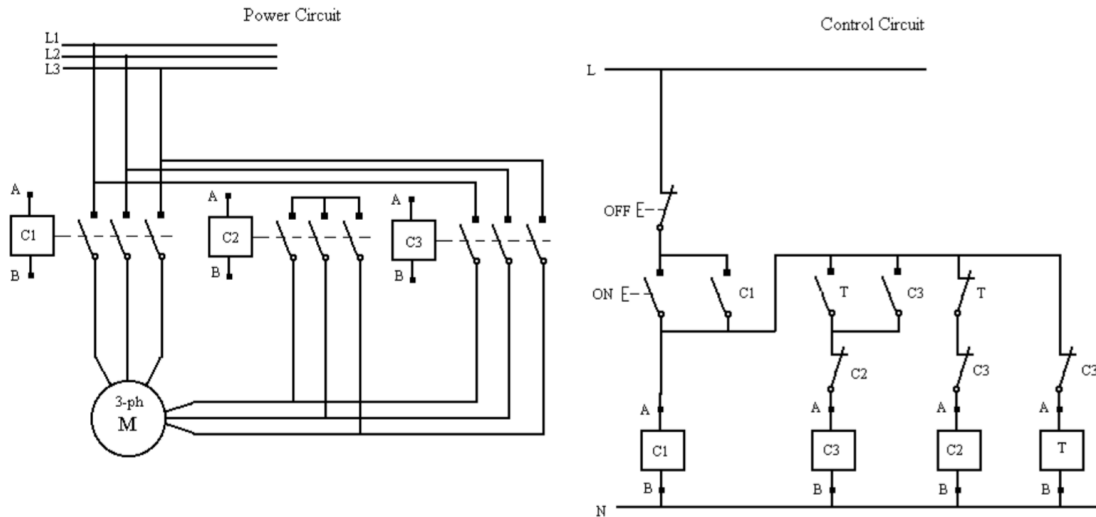 Power Circuit
Control Circuit
L1
L2
L3
L
A
C1
B
A
C2
B
A
C3
B
3-ph
M
OFF
ON
C1
T
C3
T
C2
C3
C3
A
A
A
A
C1
C3
C2
T
B
B
B
B
N